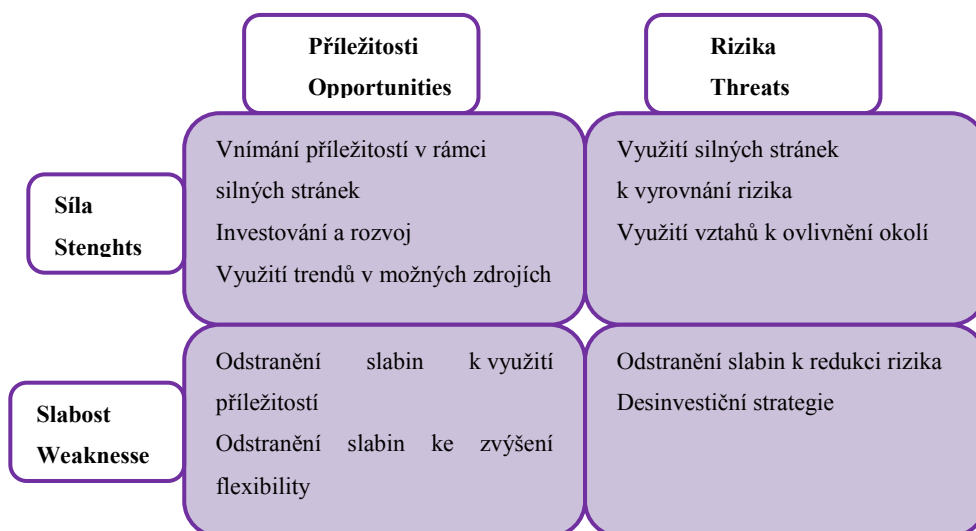 Příležitosti
Opportunities
Rizika
Threats
Síla
Stenghts
Vnímání příležitostí v rámci
silných stránek
Investování a rozvoj
Využití trendů v možných zdrojích
Využití silných stránek
k vyrovnání rizika
Využití vztahů k ovlivnění okolí
Slabost
Weaknesse
Odstranění slabin k využití
příležitostí
Odstranění slabin ke zvýšení
flexibility
Odstranění slabin k redukci rizika
Desinvestiční strategie